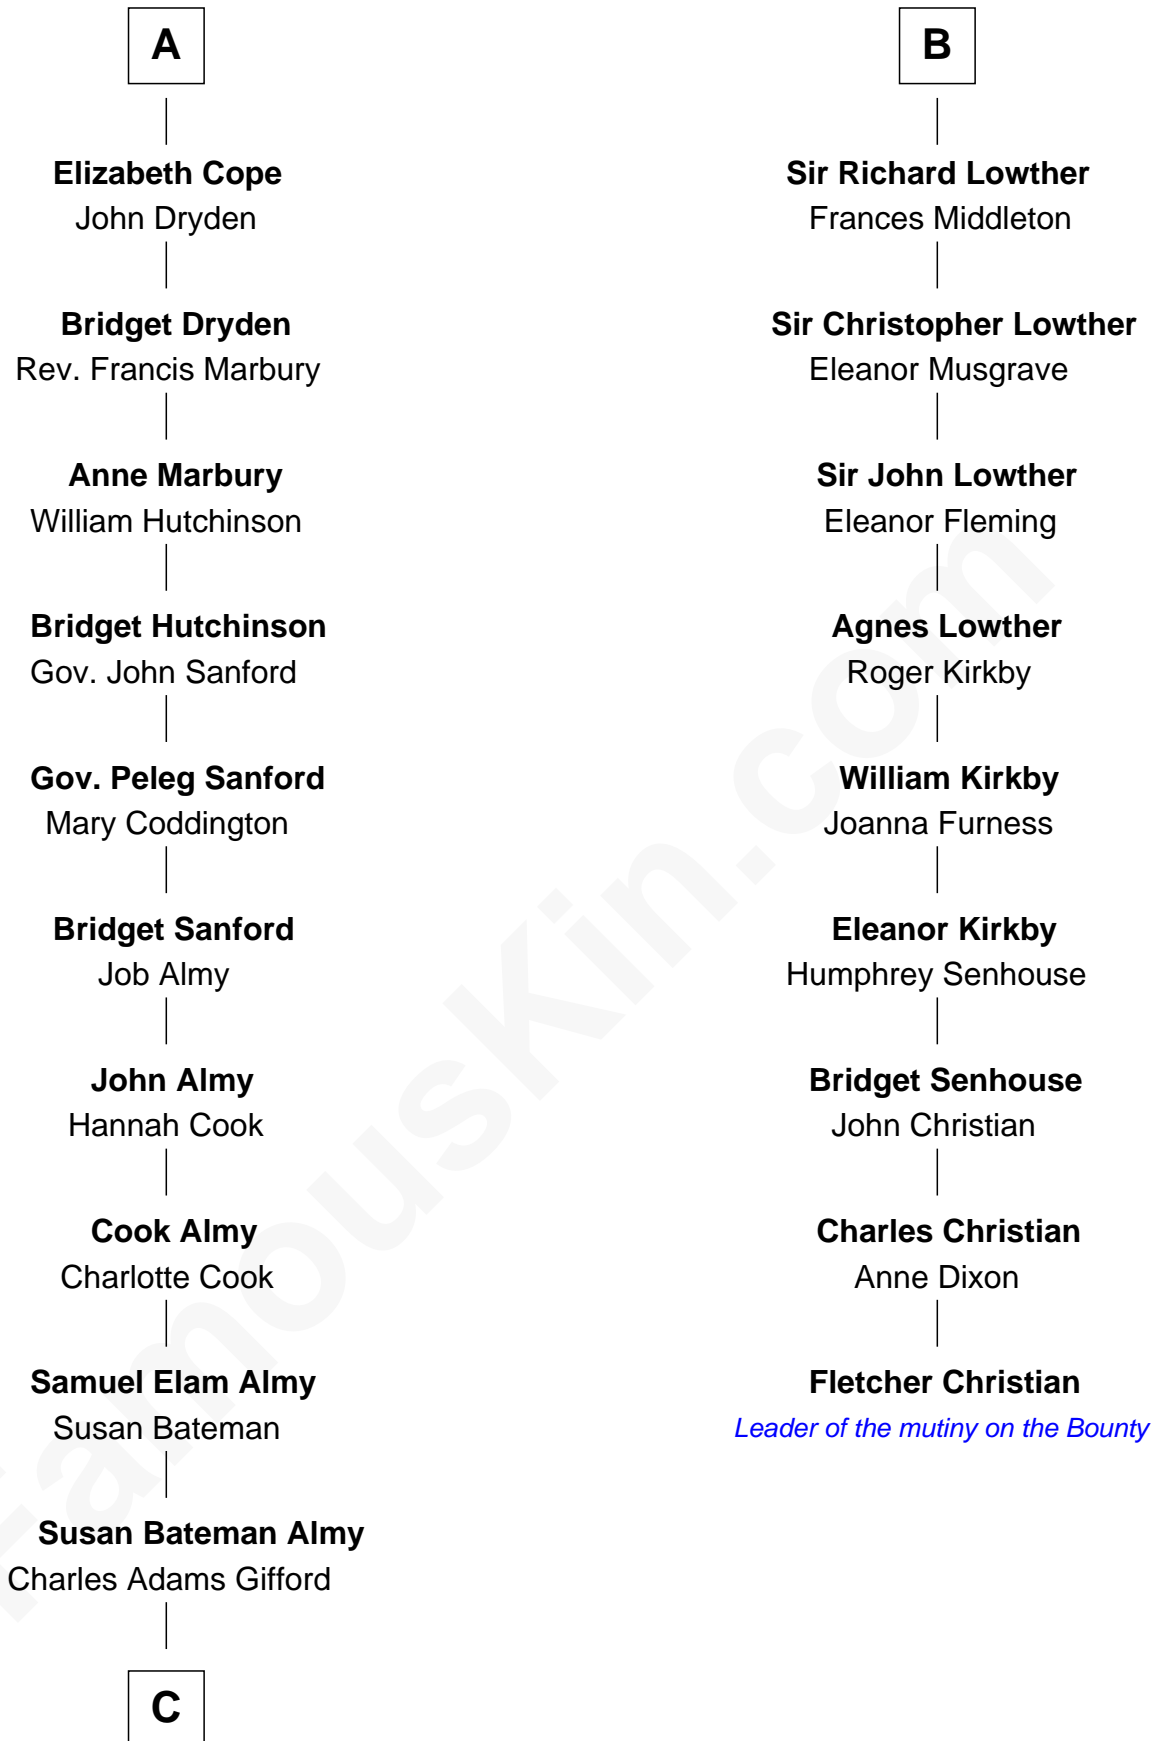 A
Elizabeth Cope
John Dryden
Bridget Dryden
Rev. Francis Marbury
Anne Marbury
William Hutchinson
Bridget Hutchinson
Gov. John Sanford
Gov. Peleg Sanford
Mary Coddington
Bridget Sanford
Job Almy
John Almy
Hannah Cook
Cook Almy
Charlotte Cook
Samuel Elam Almy
Susan Bateman
Susan Bateman Almy
Charles Adams Gifford
C
B
Sir Richard Lowther
Frances Middleton
Sir Christopher Lowther
Eleanor Musgrave
Sir John Lowther
Eleanor Fleming
Agnes Lowther
Roger Kirkby
William Kirkby
Joanna Furness
Eleanor Kirkby
Humphrey Senhouse
Bridget Senhouse
John Christian
Charles Christian
Anne Dixon
Fletcher Christian
Leader of the mutiny on the Bounty
FamousKin.com